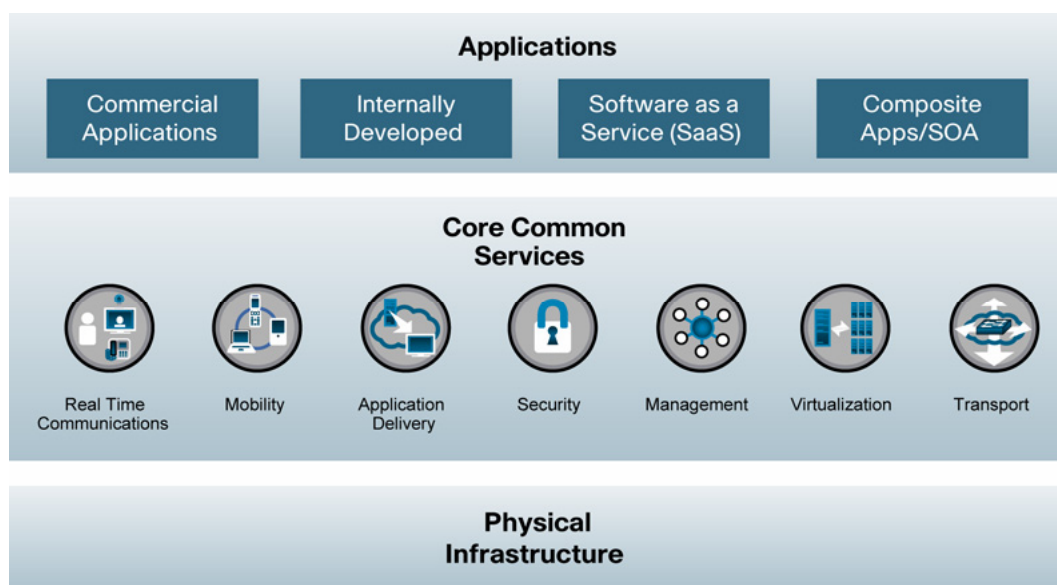 Applications
Commercial
Applications
Internally
Developed
Software as a
Service (SaaS)
Composite
Apps/SOA
Core Common
Services
Real Time
Communications
Mobility
Application
Delivery
Security
Management
Virtualization
Transport
Physical
Infrastructure